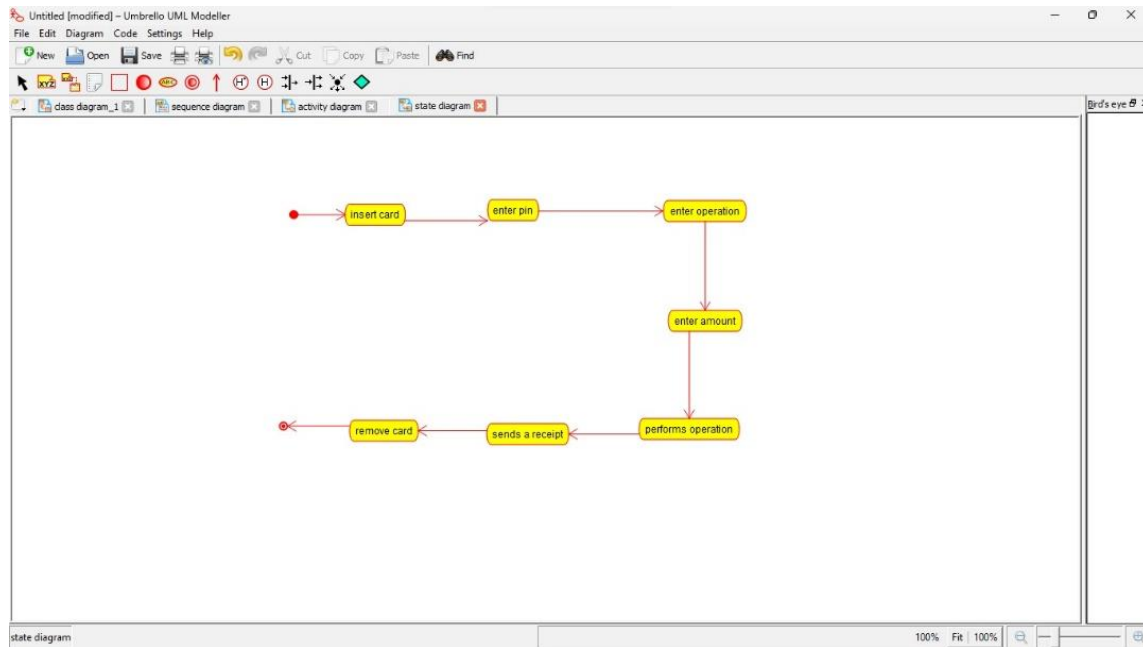 Untitled [modified] – Umbrello UML Modeller
File Edit Diagram Code Settings Help
New Open Save Cut Copy Paste Find
XYZ ABC H* H
class diagram_1 sequence diagram activity diagram state diagram Bird's eye
insert card enter pin enter operation
enter amount
remove card sends a receipt performs operation
state diagram 100% Fit 100%